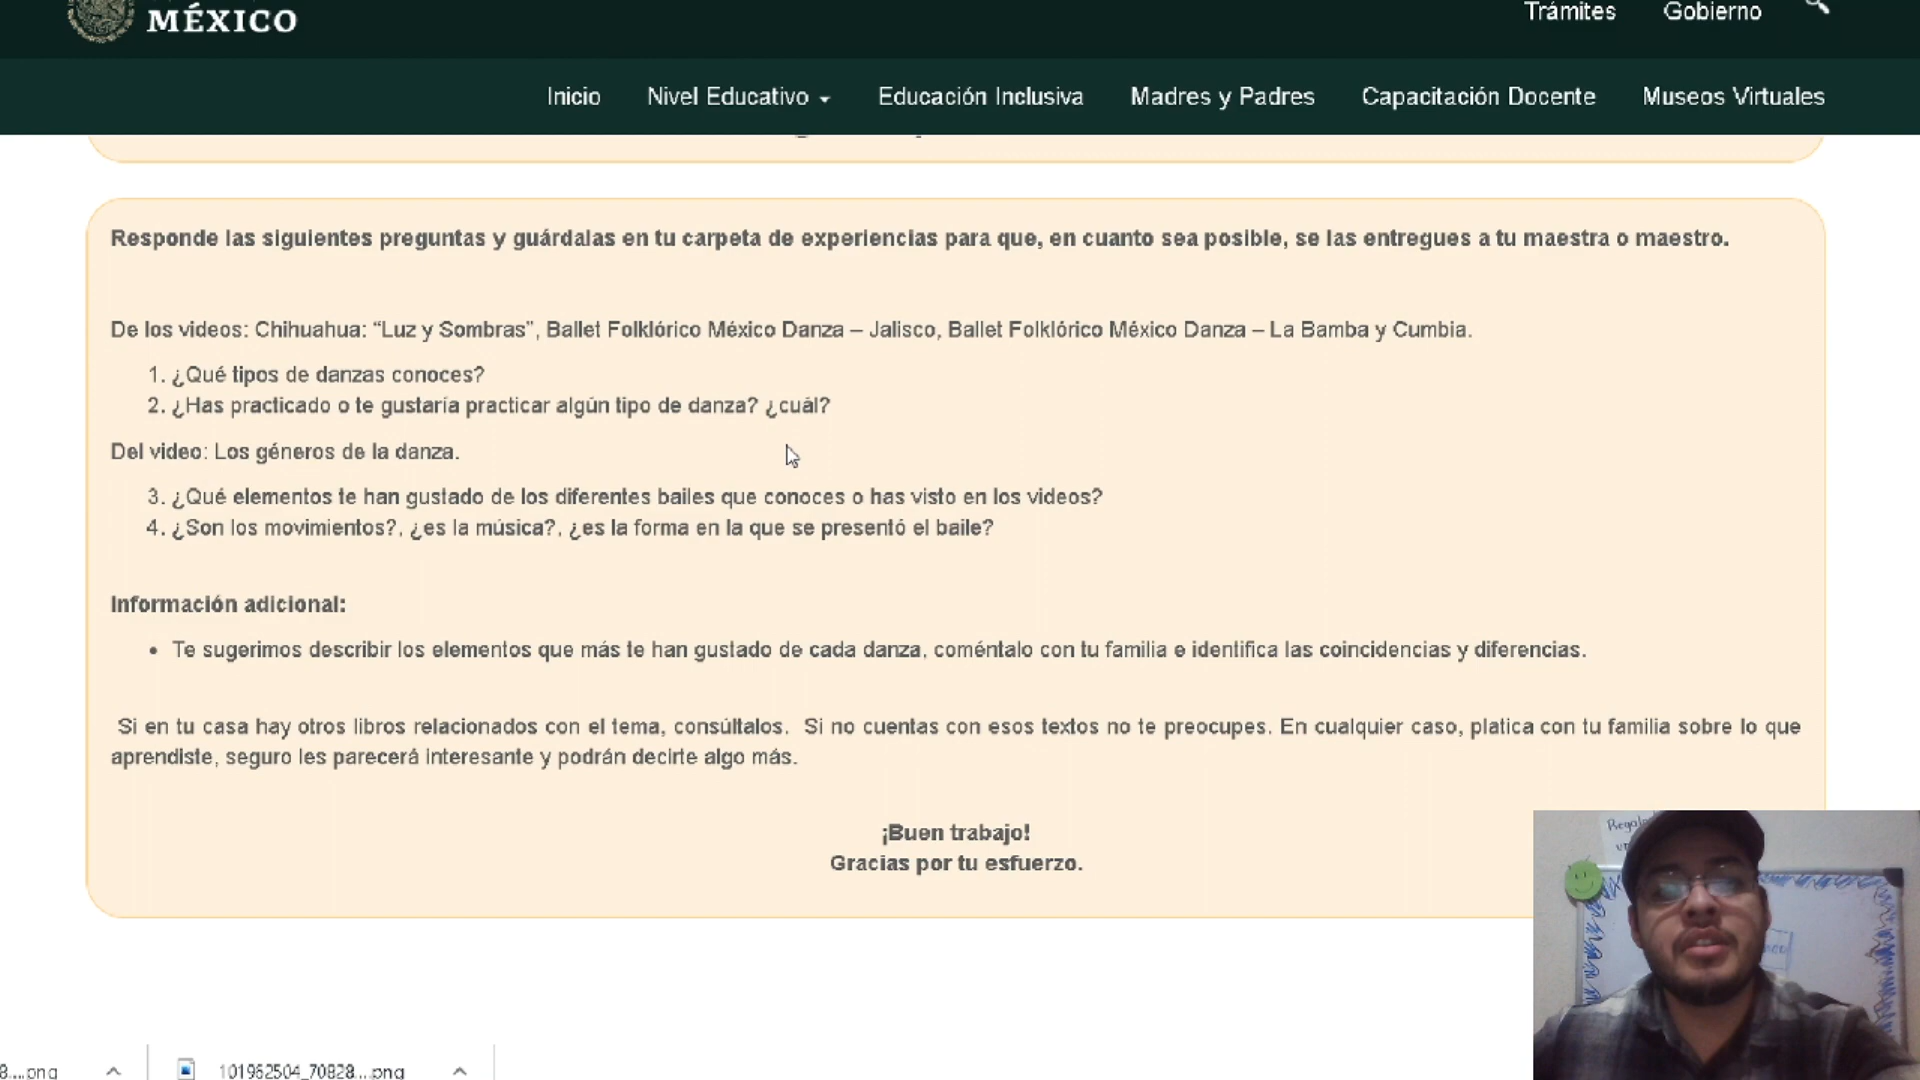 MÉXICO
Trámites Gobierno
Inicio Nivel Educativo Educación Inclusiva Madres y Padres Capacitación Docente Museos Virtuales
Responde las siguientes preguntas y guárdalas en tu carpeta de experiencias para que, en cuanto sea posible, se las entregues a tu maestra o maestro.
De los videos: Chihuahua: “Luz y Sombras”, Ballet Folklórico México Danza – Jalisco, Ballet Folklórico México Danza – La Bamba y Cumbia.
1. ¿Qué tipos de danzas conoces?
2. ¿Has practicado o te gustaría practicar algún tipo de danza? ¿cuál?
Del video: Los géneros de la danza.
3. ¿Qué elementos te han gustado de los diferentes bailes que conoces o has visto en los videos?
4. ¿Son los movimientos?, ¿es la música?, ¿es la forma en la que se presentó el baile?
Información adicional:
• Te sugerimos describir los elementos que más te han gustado de cada danza, coméntalo con tu familia e identifica las coincidencias y diferencias.
Si en tu casa hay otros libros relacionados con el tema, consúltalos. Si no cuentas con esos textos no te preocupes. En cualquier caso, platica con tu familia sobre lo que
aprendiste, seguro les parecerá interesante y podrán decirte algo más.
¡Buen trabajo!
Gracias por tu esfuerzo.
8....png 101962504_70828....png